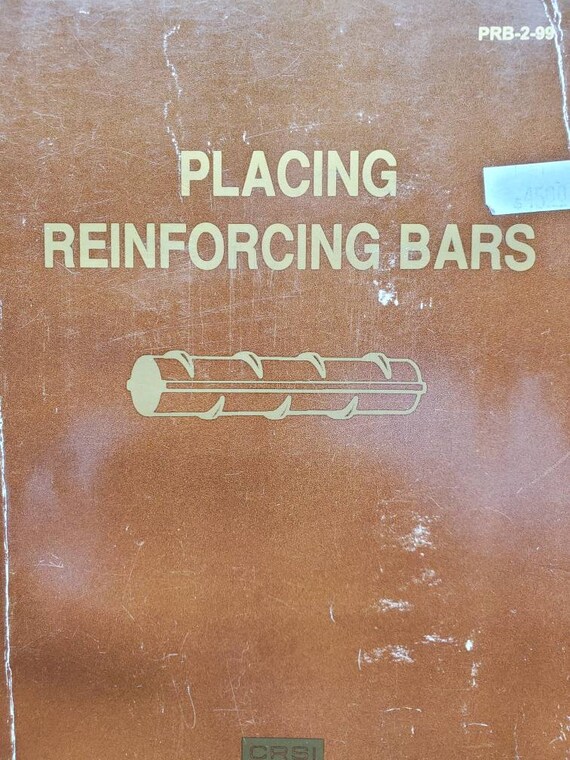 PRB-2-99
PLACING
REINFORCING BARS
CRSI